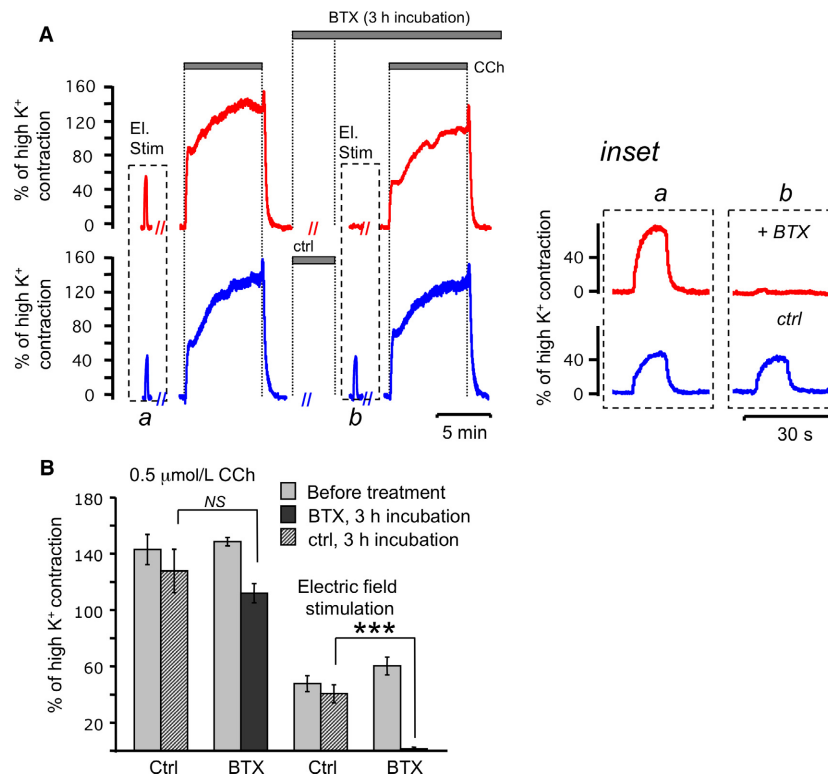 A
BTX (3 h incubation)
CCh
% of high K⁺ contraction
160
120
80
40
0
El. Stim
El. Stim
//
//
//
ctrl
% of high K⁺ contraction
160
120
80
40
0
//
//
//
a
b
5 min
inset
a
b
% of high K⁺ contraction
40
0
+ BTX
40
0
ctrl
30 s
B
0.5 µmol/L CCh
NS
Before treatment
BTX, 3 h incubation
ctrl, 3 h incubation
Electric field
stimulation
***
% of high K⁺ contraction
180
140
100
60
20
Ctrl
BTX
Ctrl
BTX